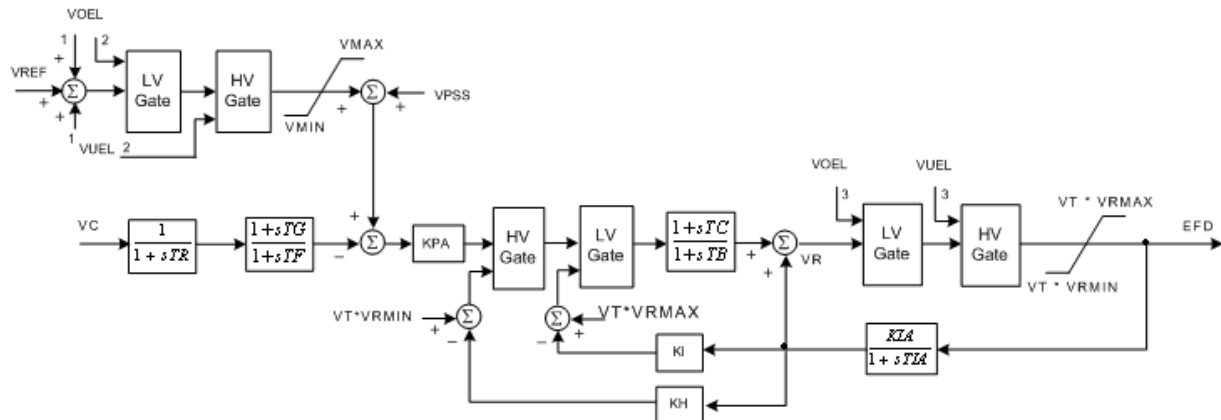 VOEL
1 2
+
VREF
Σ
+
+
1
VUEL 2
LV
Gate
HV
Gate
VMAX
VMIN
+
Σ
+
VPSS
VC
1
1 + sTR
1+sTG
1+sTF
+
Σ
−
KPA
HV
Gate
LV
Gate
1+sTC
1+sTB
+
Σ
+
VR
VOEL
3
VUEL
3
LV
Gate
HV
Gate
VT * VRMAX
VT * VRMIN
EFD
VT*VRMIN
+
Σ
−
Σ
+
−
VT*VRMAX
KI
KIA
1 + sTIA
KH